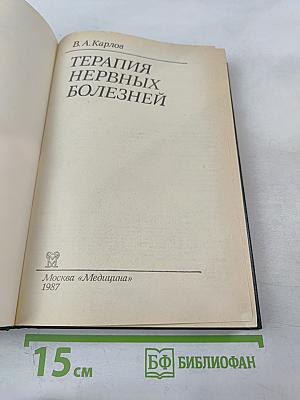 В. А. Карлов
ТЕРАПИЯ
НЕРВНЫХ
БОЛЕЗНЕЙ
М
Москва «Медицина»
1987
15 см
БФ БИБЛИОФАН